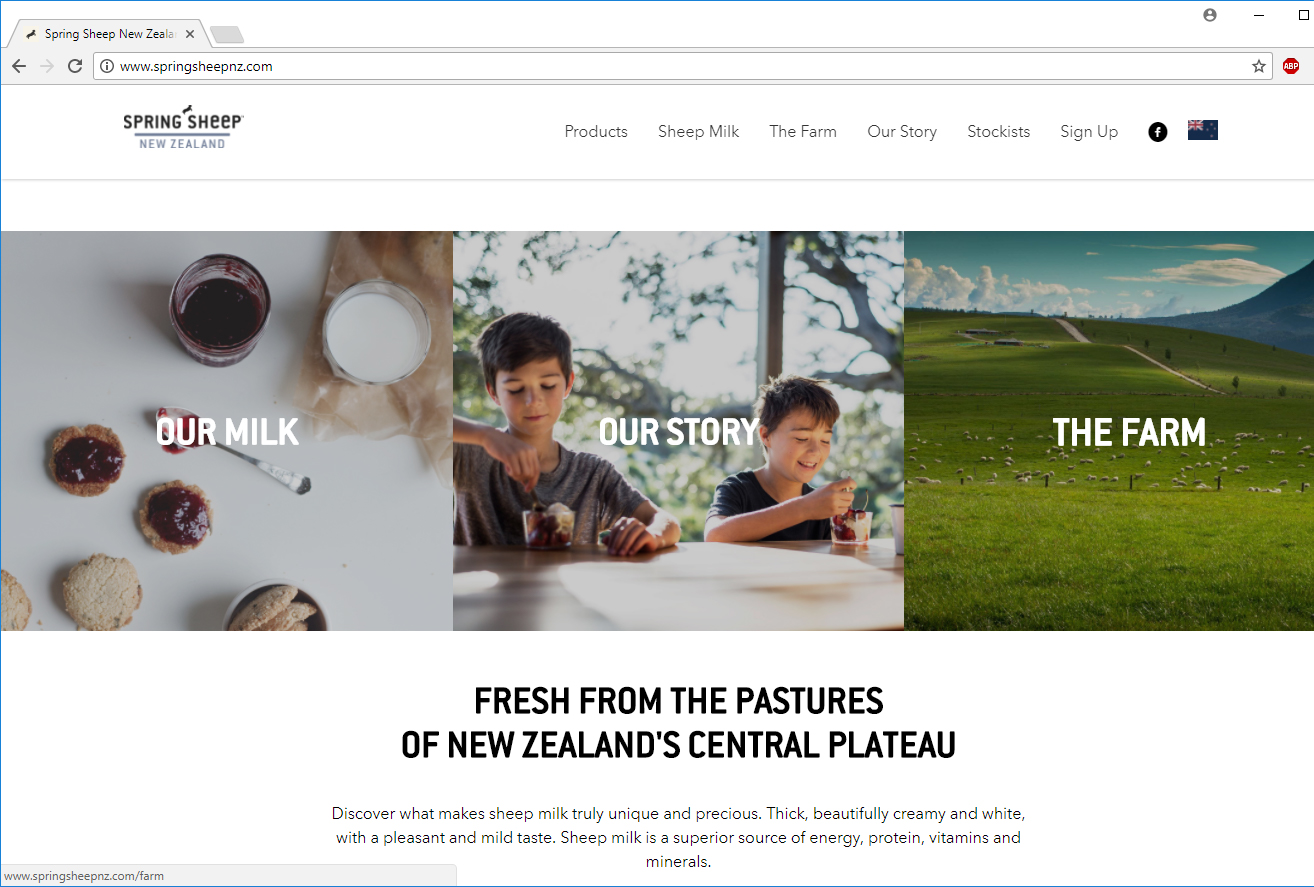 Spring Sheep New Zeala
www.springsheepnz.com
ABP
SPRING SHEEP
NEW ZEALAND
Products
Sheep Milk
The Farm
Our Story
Stockists
Sign Up
f
OUR MILK
OUR STORY
THE FARM
FRESH FROM THE PASTURES
OF NEW ZEALAND'S CENTRAL PLATEAU
Discover what makes sheep milk truly unique and precious. Thick, beautifully creamy and white,
with a pleasant and mild taste. Sheep milk is a superior source of energy, protein, vitamins and
minerals.
www.springsheepnz.com/farm